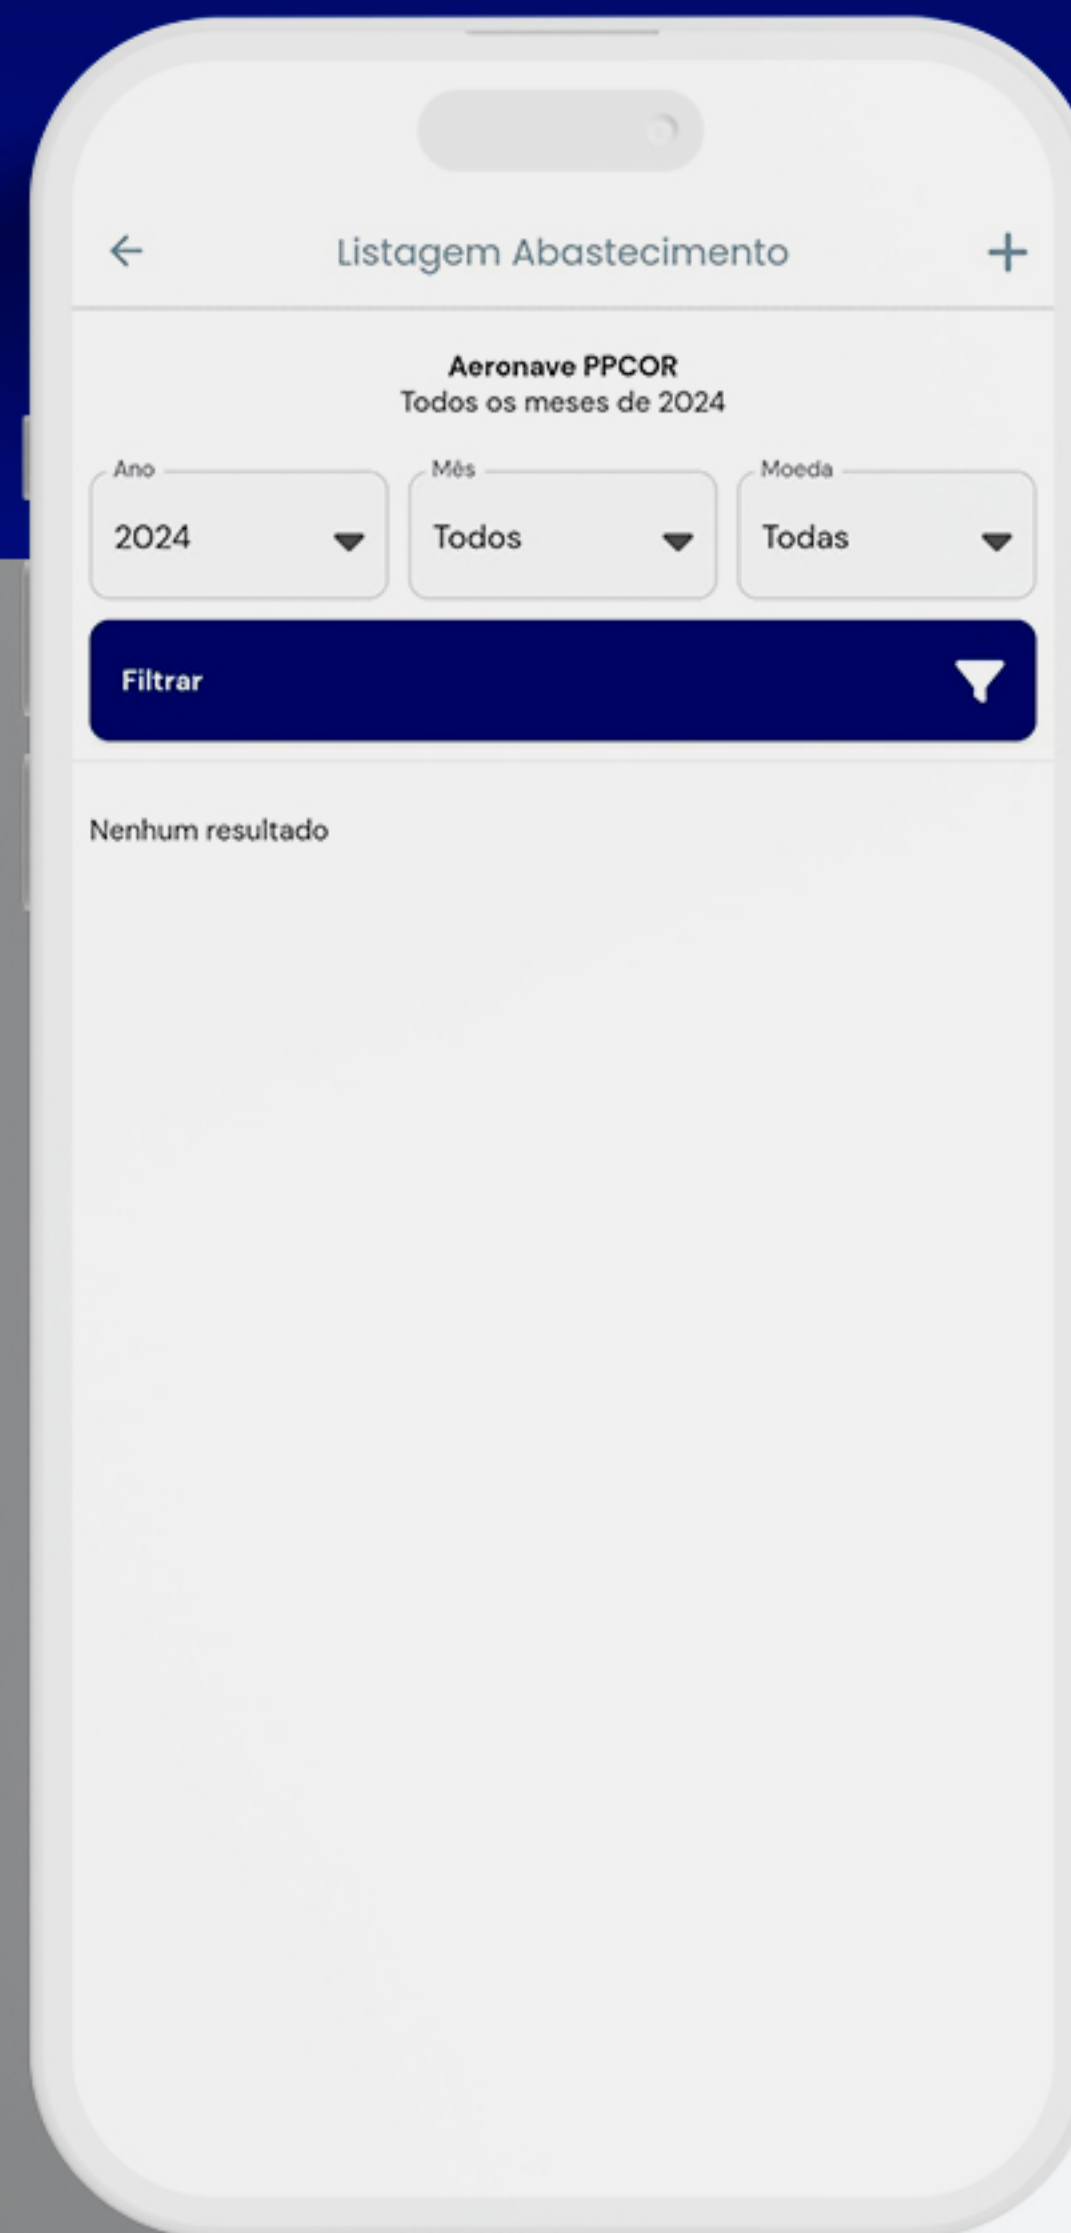 Listagem Abastecimento
Aeronave PPCOR
Todos os meses de 2024
Ano
Mês
Moeda
2024
Todos
Todas
Filtrar
Nenhum resultado